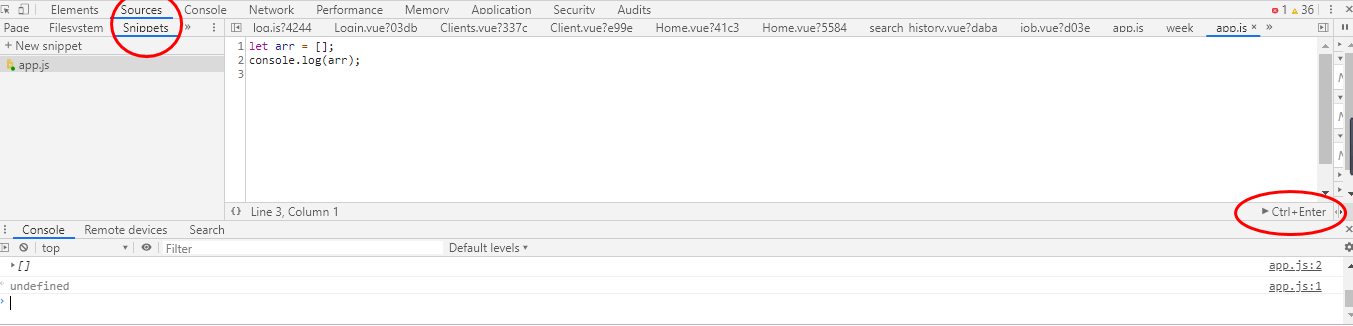 Elements Sources Console Network Performance Memory Application Security Audits 1 36
Page Filesystem Snippets » log.js?4244 Login.vue?03db Clients.vue?337c Client.vue?e99e Home.vue?41c3 Home.vue?5584 search_history.vue?daba job.vue?d03e app.js week app.js × »
+ New snippet
app.js
1 let arr = [];
2 console.log(arr);
3
{} Line 3, Column 1 Ctrl+Enter
Console Remote devices Search
top Filter Default levels
[] app.js:2
undefined app.js:1